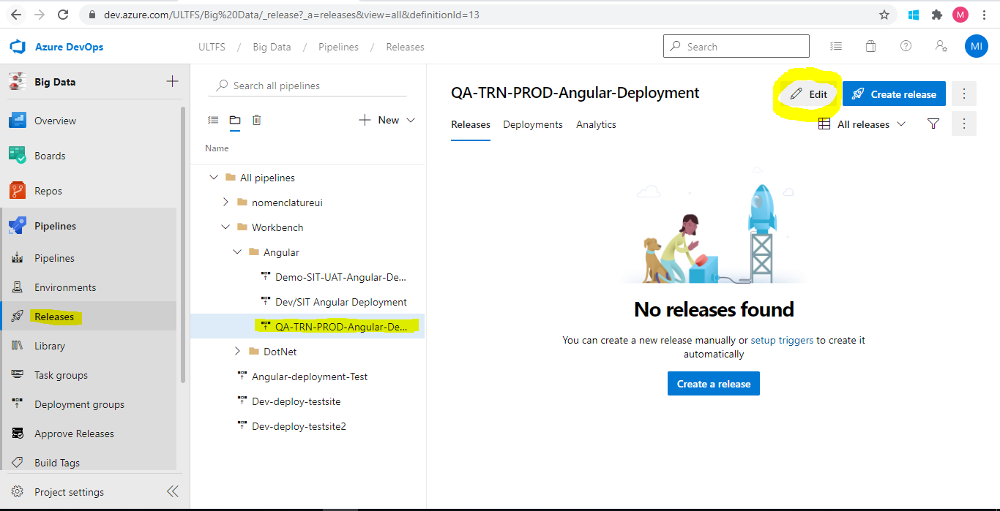 dev.azure.com/ULTFS/Big%20Data/_release?_a=releases&view=all&definitionId=13
M
Azure DevOps
ULTFS / Big Data / Pipelines / Releases
Search
MI
Big Data
Overview
Boards
Repos
Pipelines
Pipelines
Environments
Releases
Library
Task groups
Deployment groups
Approve Releases
Build Tags
Project settings
Search all pipelines
New
Name
All pipelines
nomenclatureui
Workbench
Angular
Demo-SIT-UAT-Angular-De...
Dev/SIT Angular Deployment
QA-TRN-PROD-Angular-De...
DotNet
Angular-deployment-Test
Dev-deploy-testsite
Dev-deploy-testsite2
QA-TRN-PROD-Angular-Deployment
Edit
Create release
Releases
Deployments
Analytics
All releases
No releases found
You can create a new release manually or setup triggers to create it
automatically
Create a release